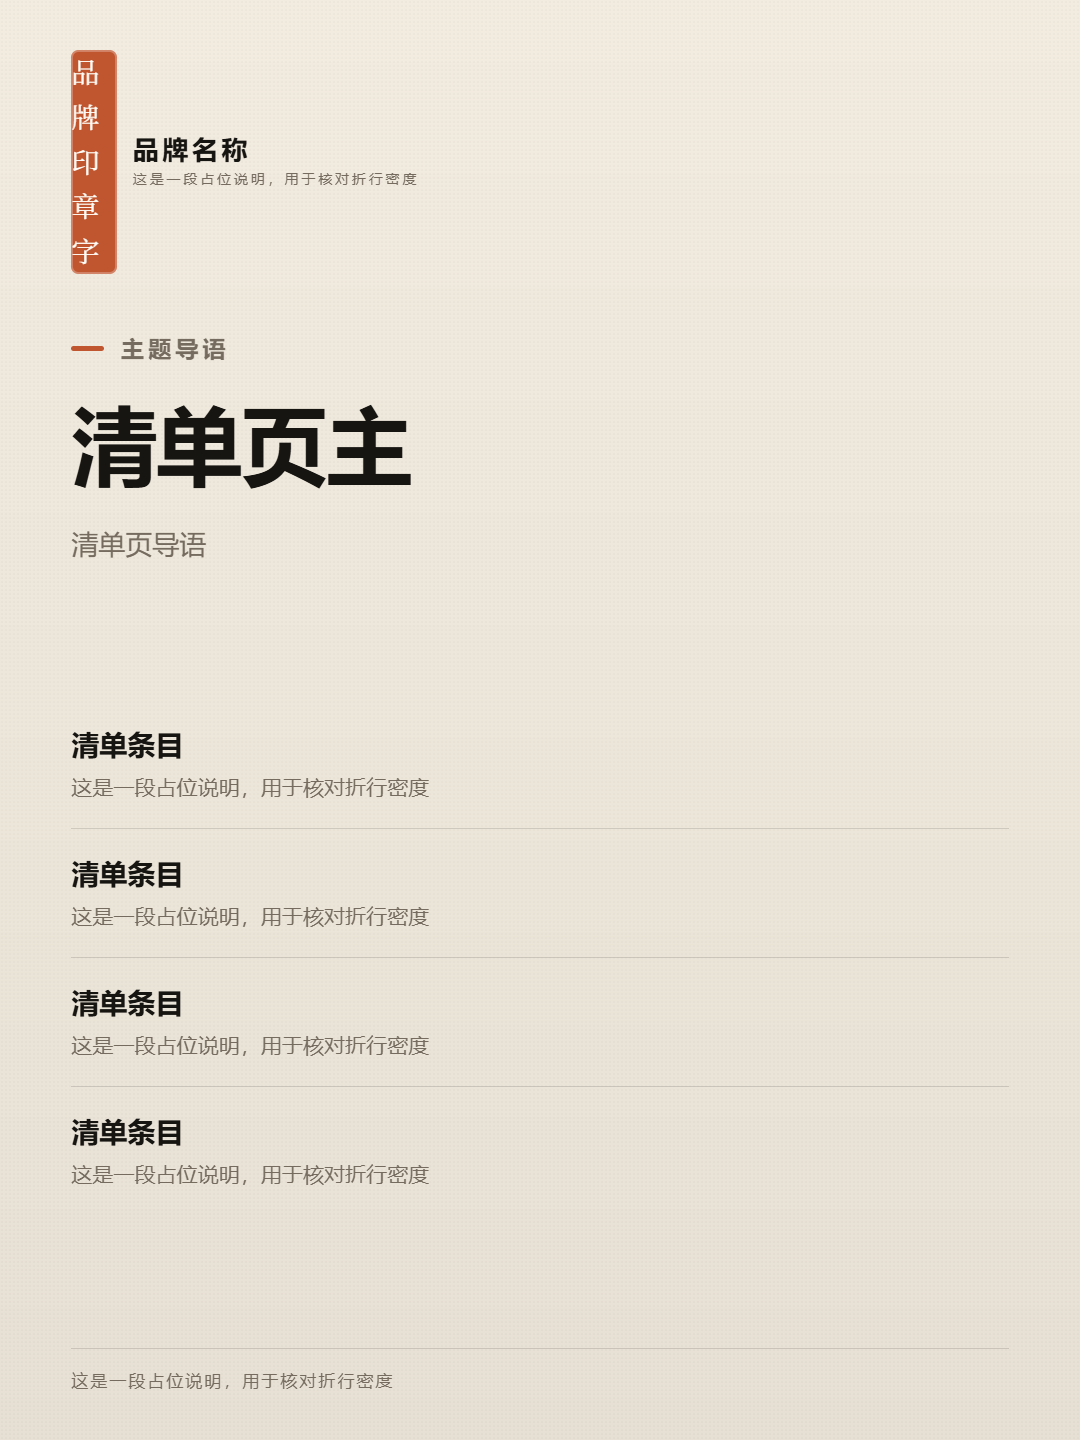 品牌印章字
品牌名称
这是一段占位说明，用于核对折行密度
主题导语
清单页主
清单页导语
清单条目
这是一段占位说明，用于核对折行密度
清单条目
这是一段占位说明，用于核对折行密度
清单条目
这是一段占位说明，用于核对折行密度
清单条目
这是一段占位说明，用于核对折行密度
这是一段占位说明，用于核对折行密度